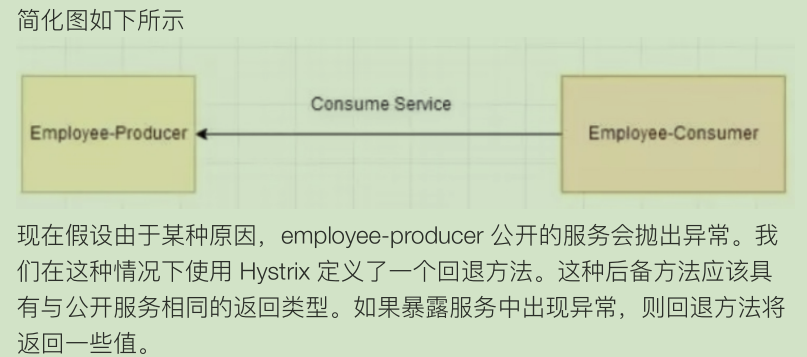 简化图如下所示
Consume Service
Employee-Producer
Employee-Consumer
现在假设由于某种原因，employee-producer 公开的服务会抛出异常。我
们在这种情况下使用 Hystrix 定义了一个回退方法。这种后备方法应该具
有与公开服务相同的返回类型。如果暴露服务中出现异常，则回退方法将
返回一些值。